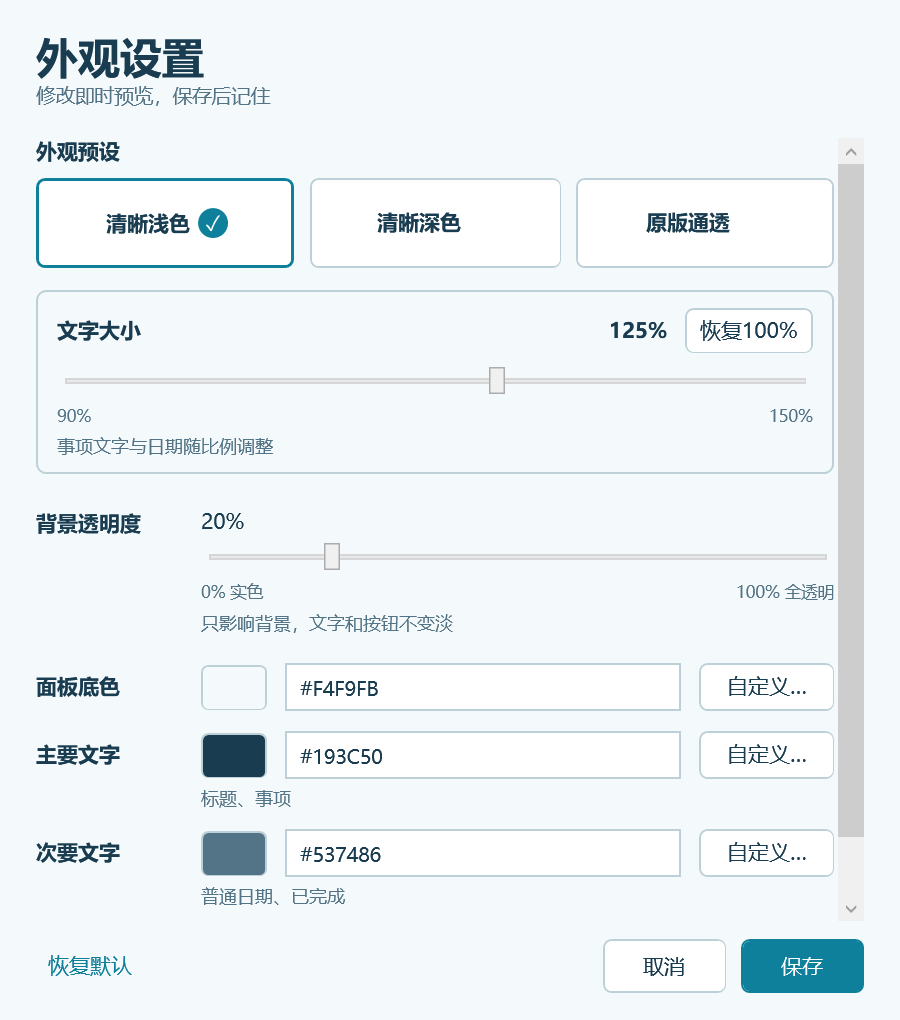 外观设置
修改即时预览，保存后记住
外观预设
清晰浅色 ✓
清晰深色
原版通透
文字大小
125%
恢复100%
90%
150%
事项文字与日期随比例调整
背景透明度
20%
0% 实色
100% 全透明
只影响背景，文字和按钮不变淡
面板底色
#F4F9FB
自定义...
主要文字
#193C50
自定义...
标题、事项
次要文字
#537486
自定义...
普通日期、已完成
恢复默认
取消
保存